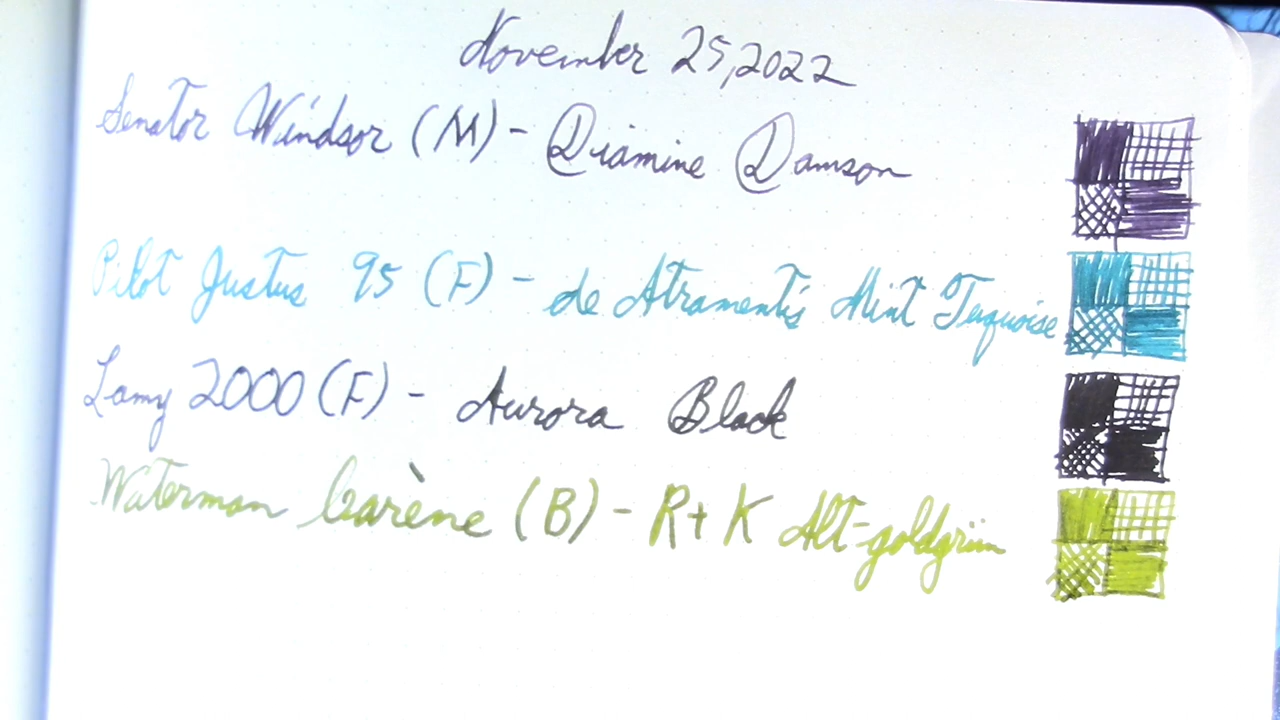 November 25, 2022
Senator Windsor (M) - Diamine Damson
Pilot Justus 95 (F) - de Atramentis Mint Turquoise
Lamy 2000 (F) - Aurora Black
Waterman Carène (B) - R+K Alt-goldgrün